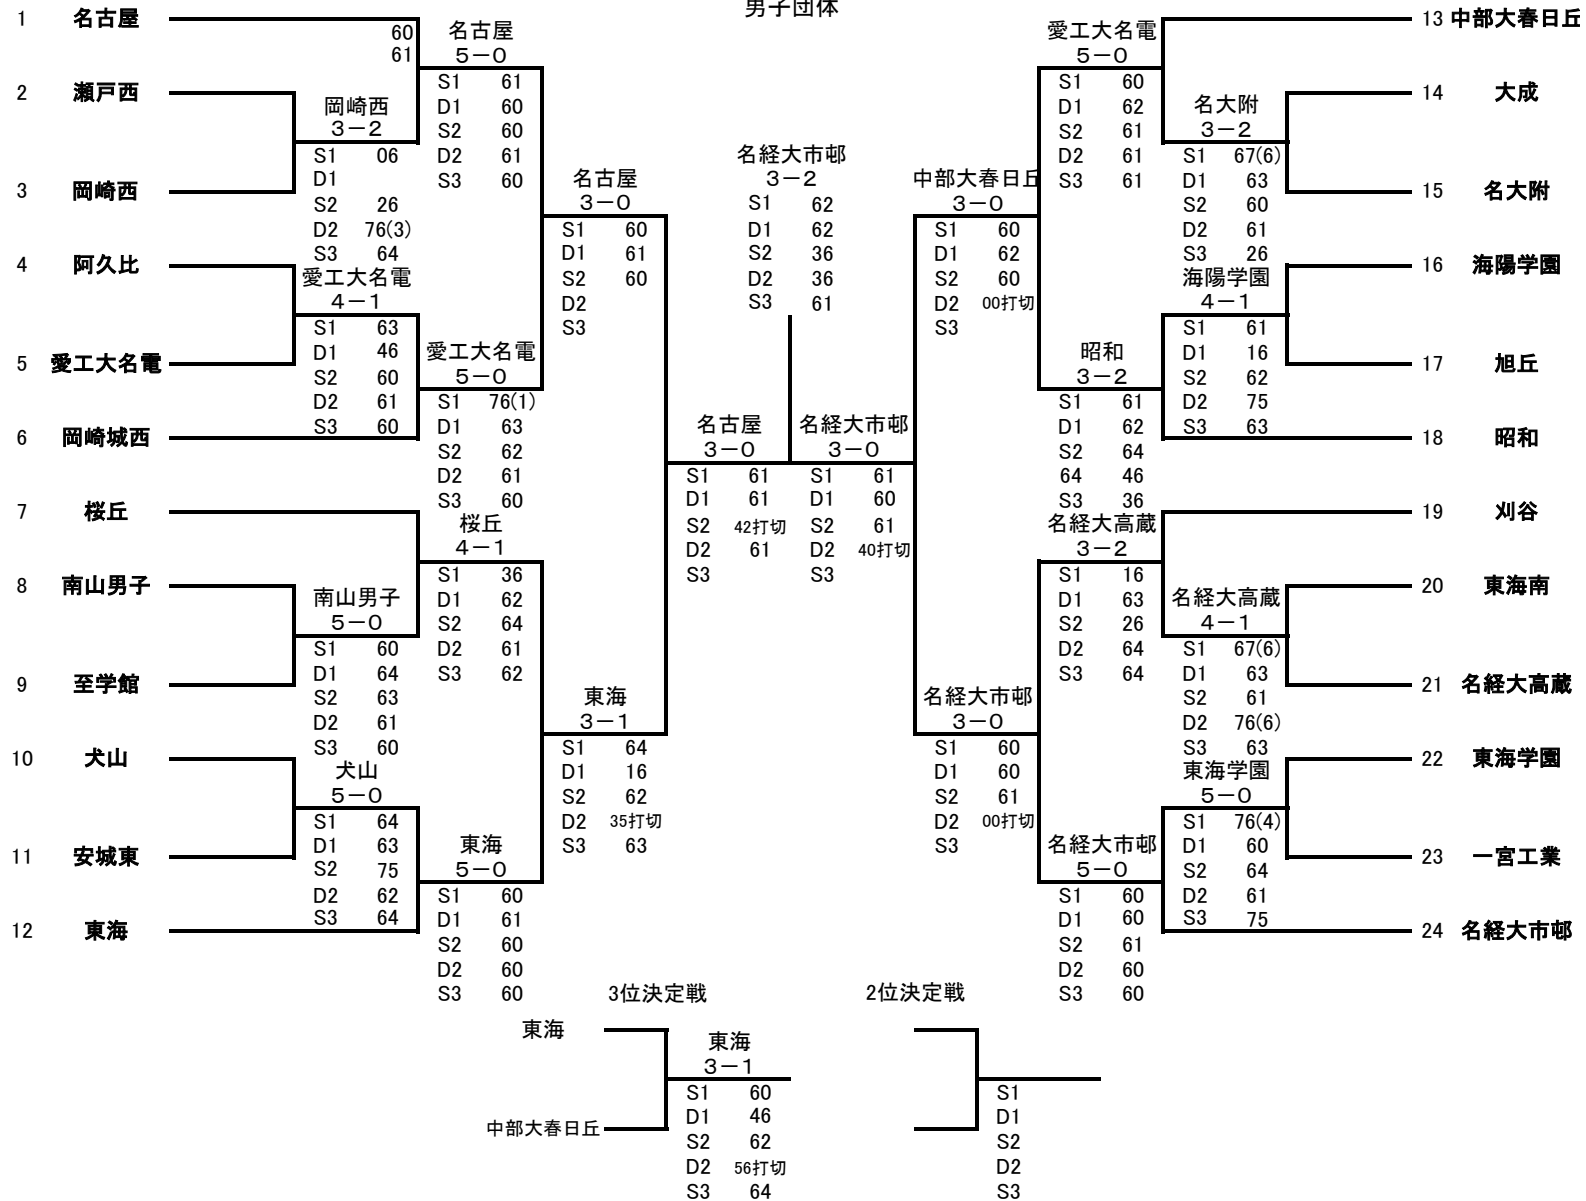 男子団体
1 名古屋
60
61
2 瀬戸西
3 岡崎西
4 阿久比
5 愛工大名電
6 岡崎城西
7 桜丘
8 南山男子
9 至学館
10 犬山
11 安城東
12 東海
岡崎西
3-2
S1 06
D1
S2 26
D2 76(3)
S3 64
愛工大名電
4-1
S1 63
D1 46
S2 60
D2 61
S3 60
南山男子
5-0
S1 60
D1 64
S2 63
D2 61
S3 60
犬山
5-0
S1 64
D1 63
S2 75
D2 62
S3 64
名古屋
5-0
S1 61
D1 60
S2 60
D2 61
S3 60
愛工大名電
5-0
S1 76(1)
D1 63
S2 62
D2 61
S3 60
桜丘
4-1
S1 36
D1 62
S2 64
D2 61
S3 62
東海
5-0
S1 60
D1 61
S2 60
D2 60
S3 60
名古屋
3-0
S1 60
D1 61
S2 60
D2
S3
東海
3-1
S1 64
D1 16
S2 62
D2 35打切
S3 63
名古屋
3-0
S1 61
D1 61
S2 42打切
D2 61
S3
名経大市邨
3-2
S1 62
D1 62
S2 36
D2 36
S3 61
名経大市邨
3-0
S1 61
D1 60
S2 61
D2 40打切
S3
中部大春日丘
3-0
S1 60
D1 62
S2 60
D2 00打切
S3
名経大市邨
3-0
S1 60
D1 60
S2 61
D2 00打切
S3
愛工大名電
5-0
S1 60
D1 62
S2 61
D2 61
S3 61
昭和
3-2
S1 61
D1 62
S2 64
64 46
S3 36
名経大高蔵
3-2
S1 16
D1 63
S2 26
D2 64
S3 64
名経大市邨
5-0
S1 60
D1 60
S2 61
D2 60
S3 60
名大附
3-2
S1 67(6)
D1 63
S2 60
D2 61
S3 26
海陽学園
4-1
S1 61
D1 16
S2 62
D2 75
S3 63
名経大高蔵
4-1
S1 67(6)
D1 63
S2 61
D2 76(6)
S3 63
東海学園
5-0
S1 76(4)
D1 60
S2 64
D2 61
S3 75
13 中部大春日丘
14 大成
15 名大附
16 海陽学園
17 旭丘
18 昭和
19 刈谷
20 東海南
21 名経大高蔵
22 東海学園
23 一宮工業
24 名経大市邨
3位決定戦
東海
中部大春日丘
東海
3-1
S1 60
D1 46
S2 62
D2 56打切
S3 64
2位決定戦
S1
D1
S2
D2
S3